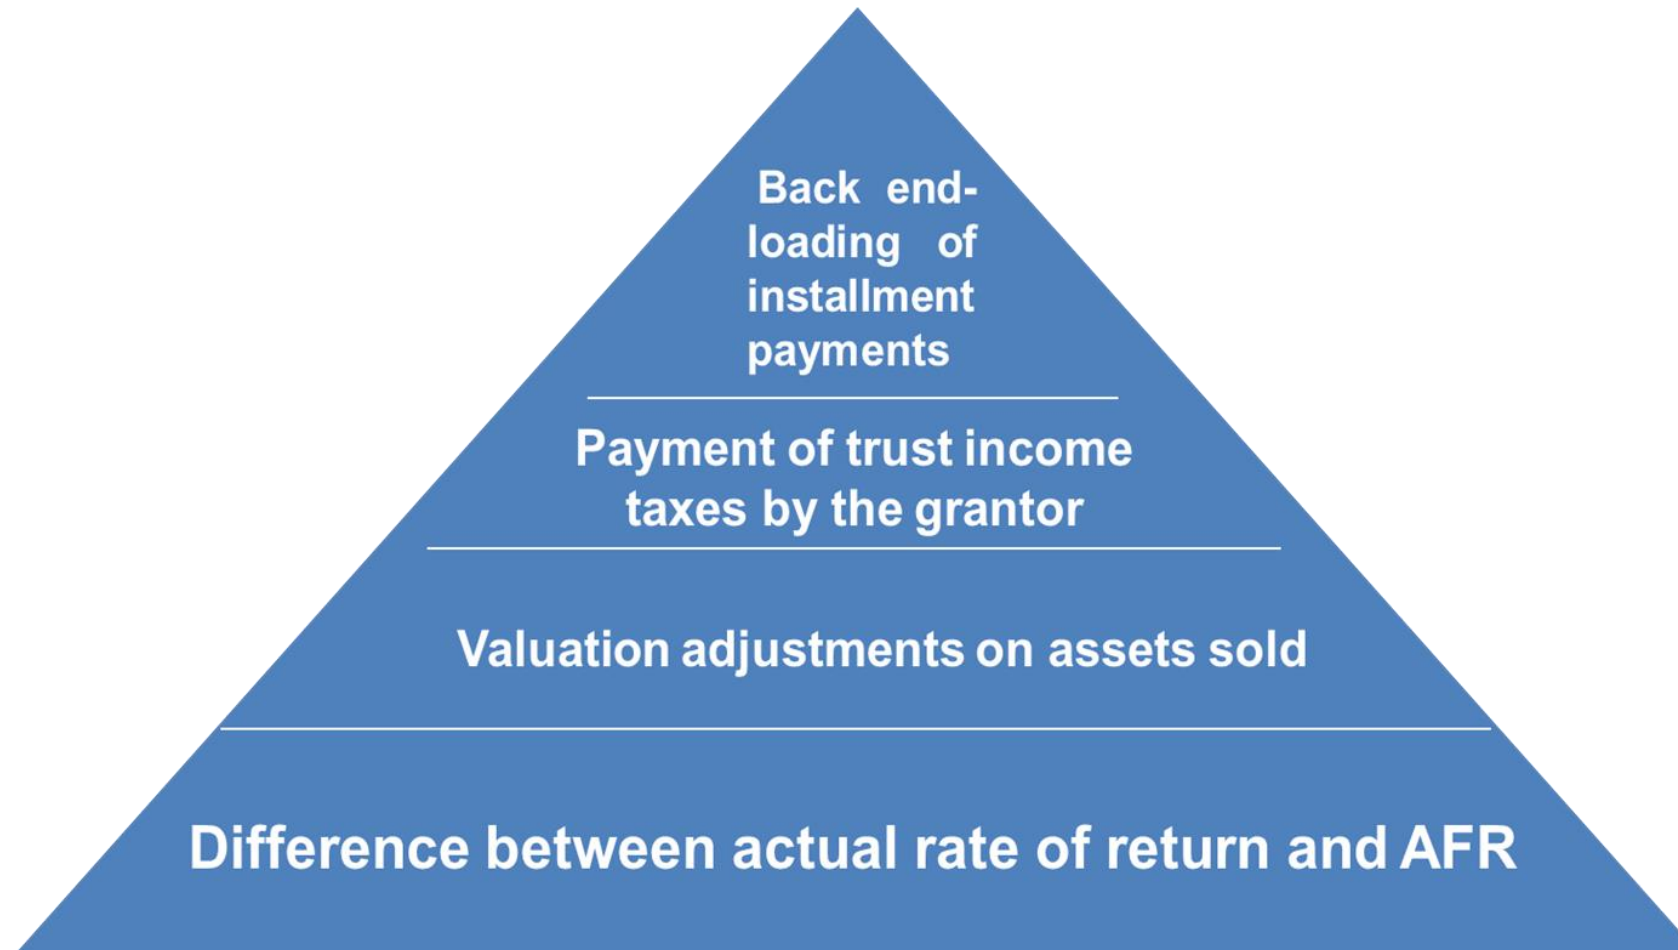 Back end-
loading of
installment
payments
Payment of trust income
taxes by the grantor
Valuation adjustments on assets sold
Difference between actual rate of return and AFR